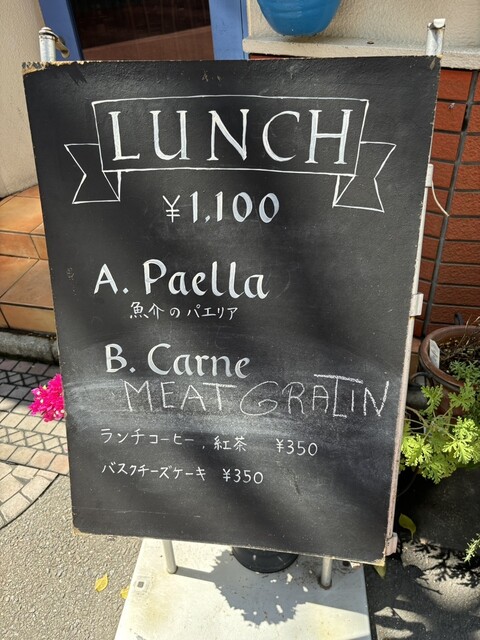 LUNCH
¥1,100
A. Paella
魚介のパエリア
B. Carne
MEAT GRATIN
ランチコーヒー、紅茶 ¥350
バスクチーズケーキ ¥350